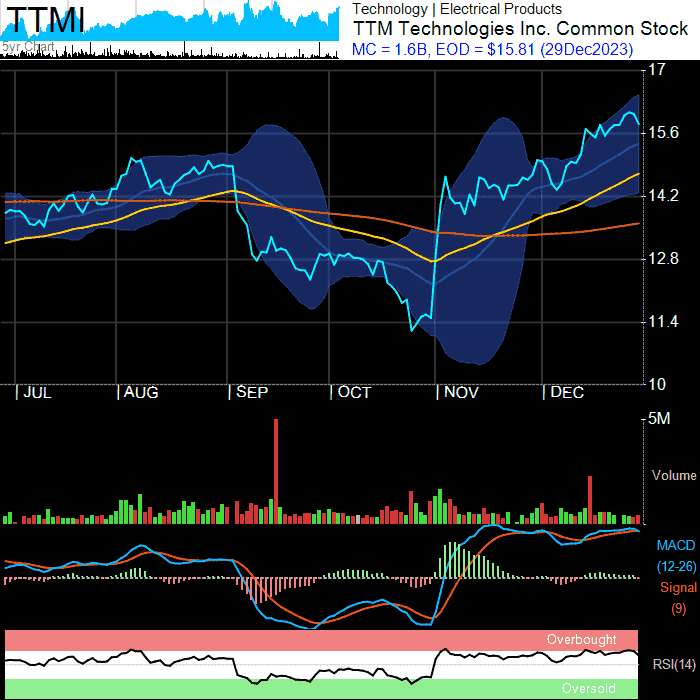 TTMI
5yr Chart
Technology | Electrical Products
TTM Technologies Inc. Common Stock
MC = 1.6B, EOD = $15.81 (29Dec2023)
17
15.6
14.2
12.8
11.4
10
| JUL | AUG | SEP | OCT | NOV | DEC
5M
Volume
MACD
(12-26)
Signal
(9)
Overbought
RSI(14)
Oversold